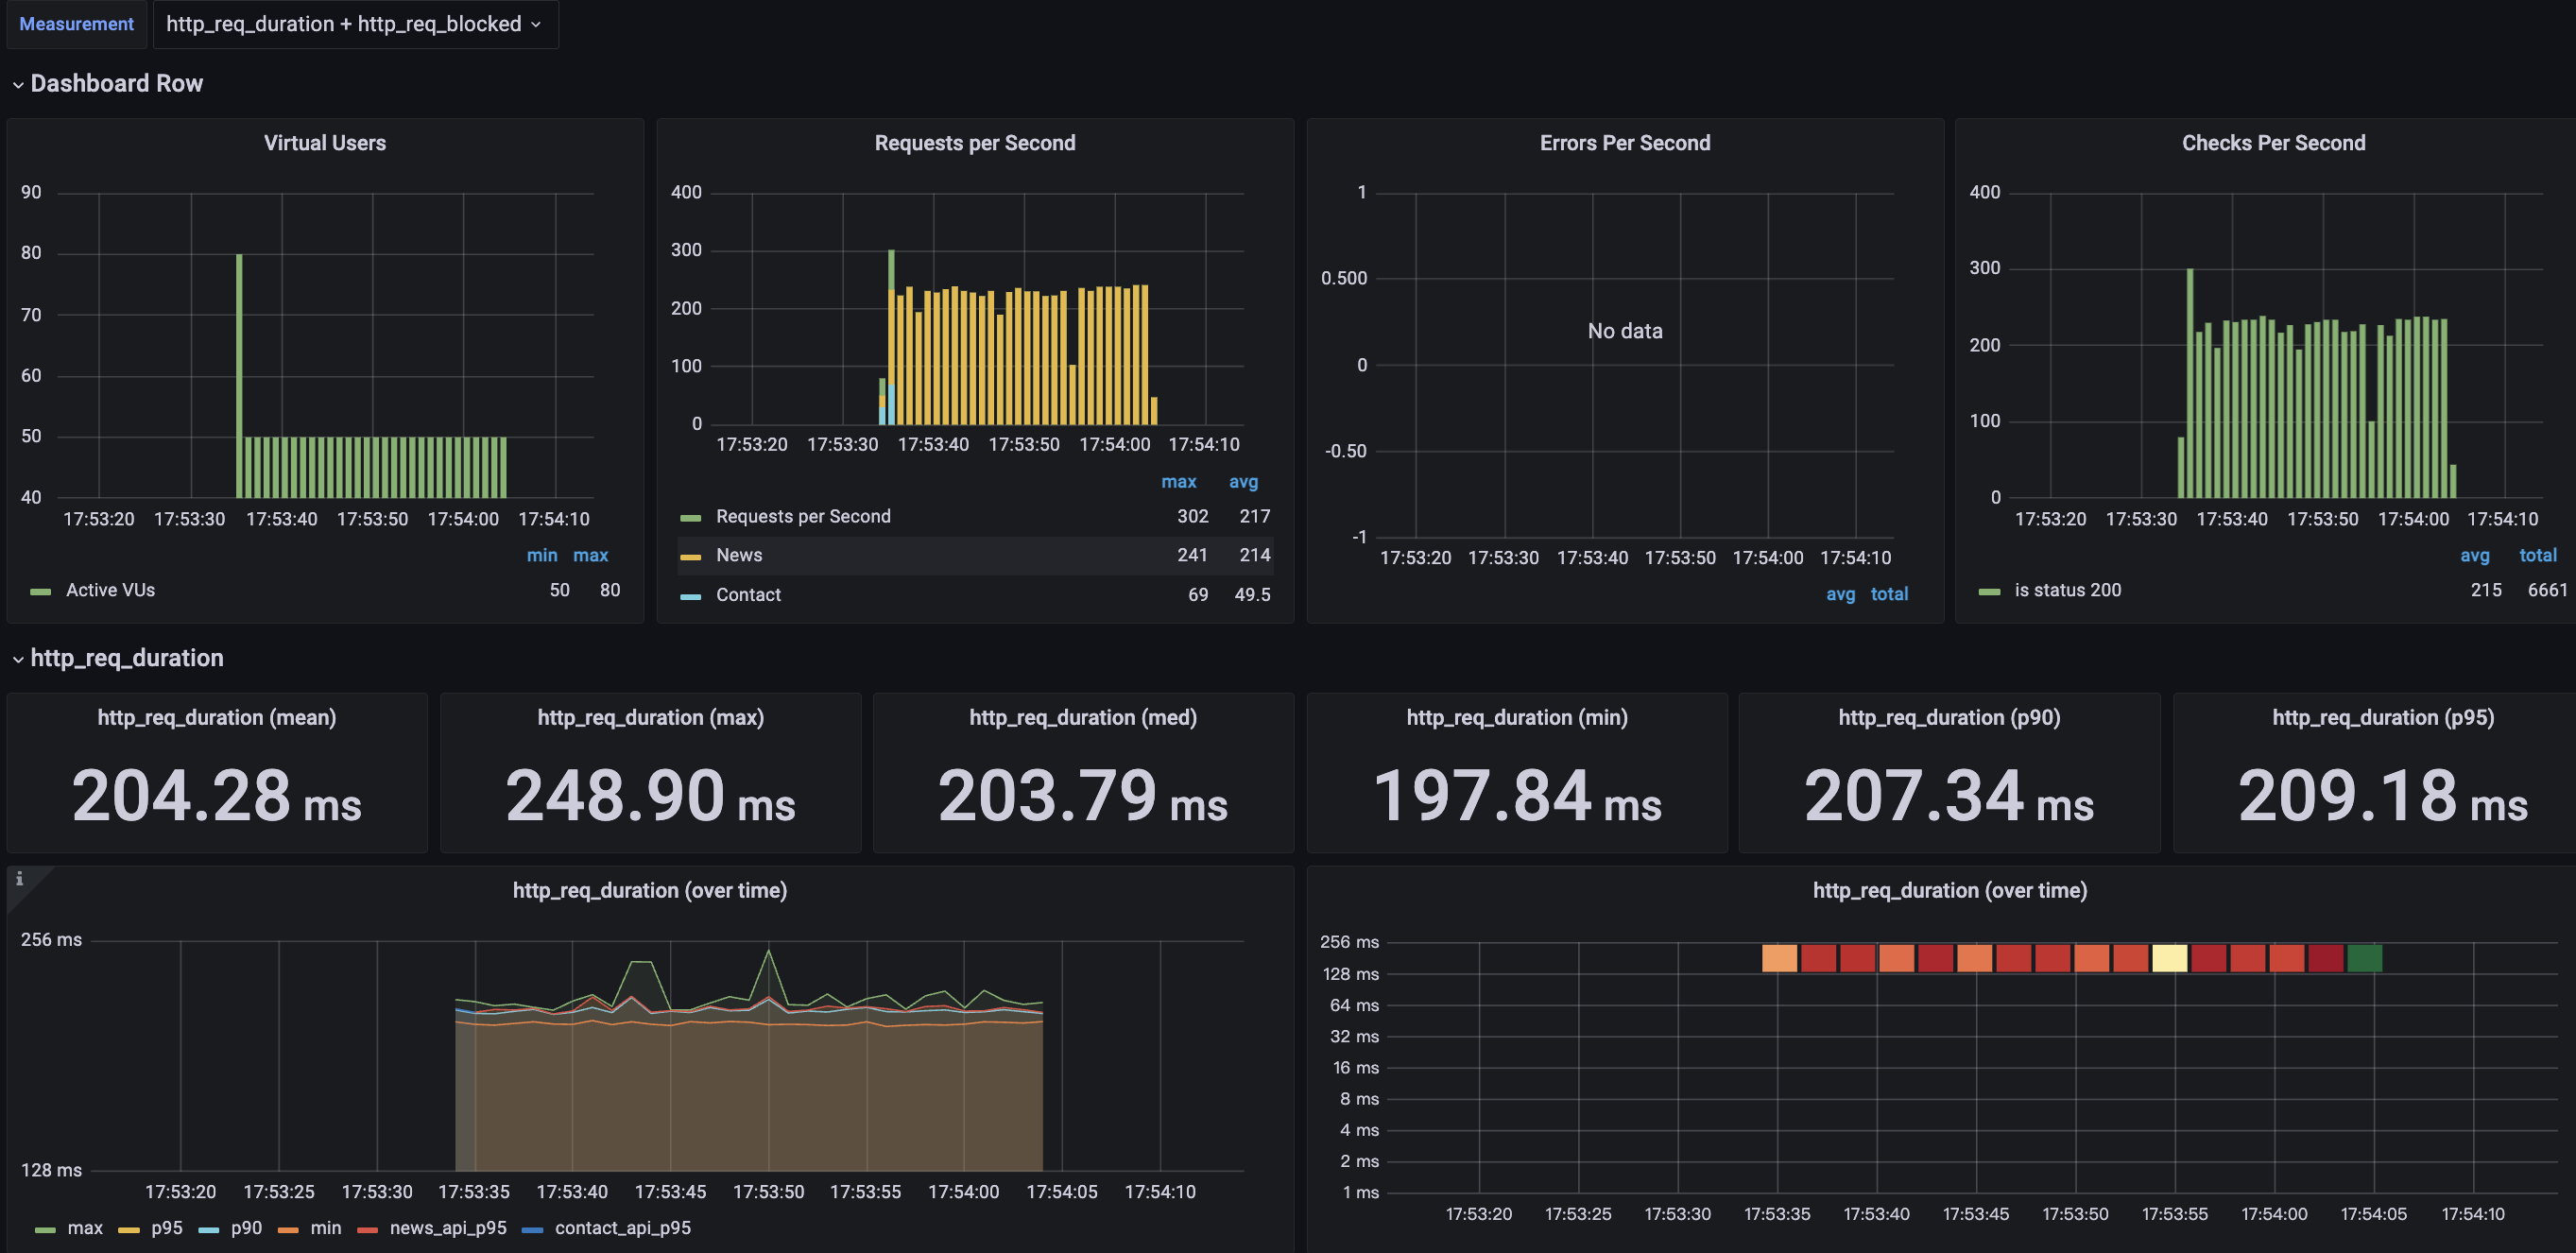 Measurement http_req_duration + http_req_blocked
Dashboard Row
Virtual Users
90
80
70
60
50
40
17:53:20 17:53:30 17:53:40 17:53:50 17:54:00 17:54:10
min max
Active VUs 50 80
Requests per Second
400
300
200
100
0
17:53:20 17:53:30 17:53:40 17:53:50 17:54:00 17:54:10
max avg
Requests per Second 302 217
News 241 214
Contact 69 49.5
Errors Per Second
1
0.500
0
-0.50
-1
No data
17:53:20 17:53:30 17:53:40 17:53:50 17:54:00 17:54:10
avg total
Checks Per Second
400
300
200
100
0
17:53:20 17:53:30 17:53:40 17:53:50 17:54:00 17:54:10
avg total
is status 200 215 6661
http_req_duration
http_req_duration (mean)
204.28 ms
http_req_duration (max)
248.90 ms
http_req_duration (med)
203.79 ms
http_req_duration (min)
197.84 ms
http_req_duration (p90)
207.34 ms
http_req_duration (p95)
209.18 ms
i
http_req_duration (over time)
256 ms
128 ms
17:53:20 17:53:25 17:53:30 17:53:35 17:53:40 17:53:45 17:53:50 17:53:55 17:54:00 17:54:05 17:54:10
max p95 p90 min news_api_p95 contact_api_p95
http_req_duration (over time)
256 ms
128 ms
64 ms
32 ms
16 ms
8 ms
4 ms
2 ms
1 ms
17:53:20 17:53:25 17:53:30 17:53:35 17:53:40 17:53:45 17:53:50 17:53:55 17:54:00 17:54:05 17:54:10